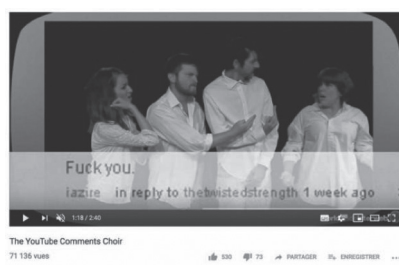 Fuck you.
iazire in reply to thetwistedstrength 1 week ago
1:18 / 2:40
The YouTube Comments Choir
71 136 vues
530 73 PARTAGER ENREGISTRER ...